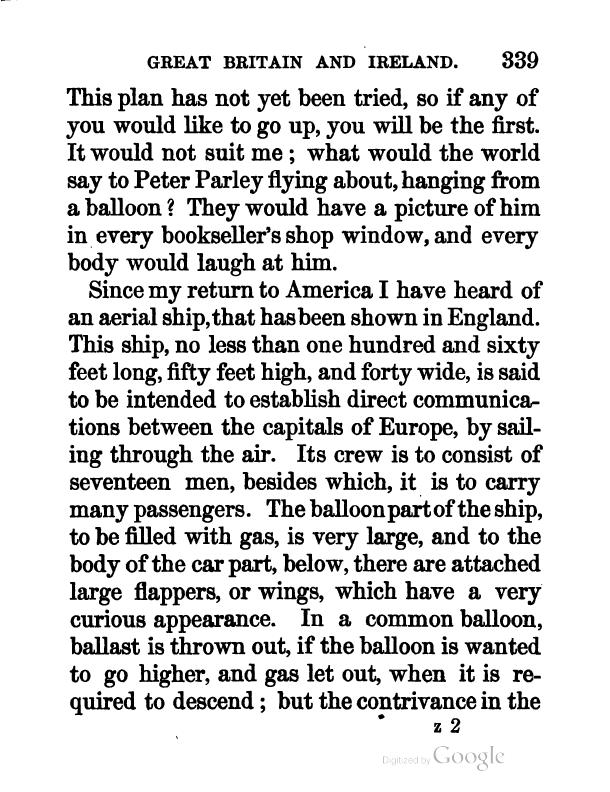 GREAT BRITAIN AND IRELAND. 339
This plan has not yet been tried, so if any of
you would like to go up, you will be the first.
It would not suit me ; what would the world
say to Peter Parley flying about, hanging from
a balloon ? They would have a picture of him
in every bookseller's shop window, and every
body would laugh at him.
Since my return to America I have heard of
an aerial ship, that has been shown in England.
This ship, no less than one hundred and sixty
feet long, fifty feet high, and forty wide, is said
to be intended to establish direct communica-
tions between the capitals of Europe, by sail-
ing through the air. Its crew is to consist of
seventeen men, besides which, it is to carry
many passengers. The balloon part of the ship,
to be filled with gas, is very large, and to the
body of the car part, below, there are attached
large flappers, or wings, which have a very
curious appearance. In a common balloon,
ballast is thrown out, if the balloon is wanted
to go higher, and gas let out, when it is re-
quired to descend ; but the contrivance in the
z 2
Digitized by Google